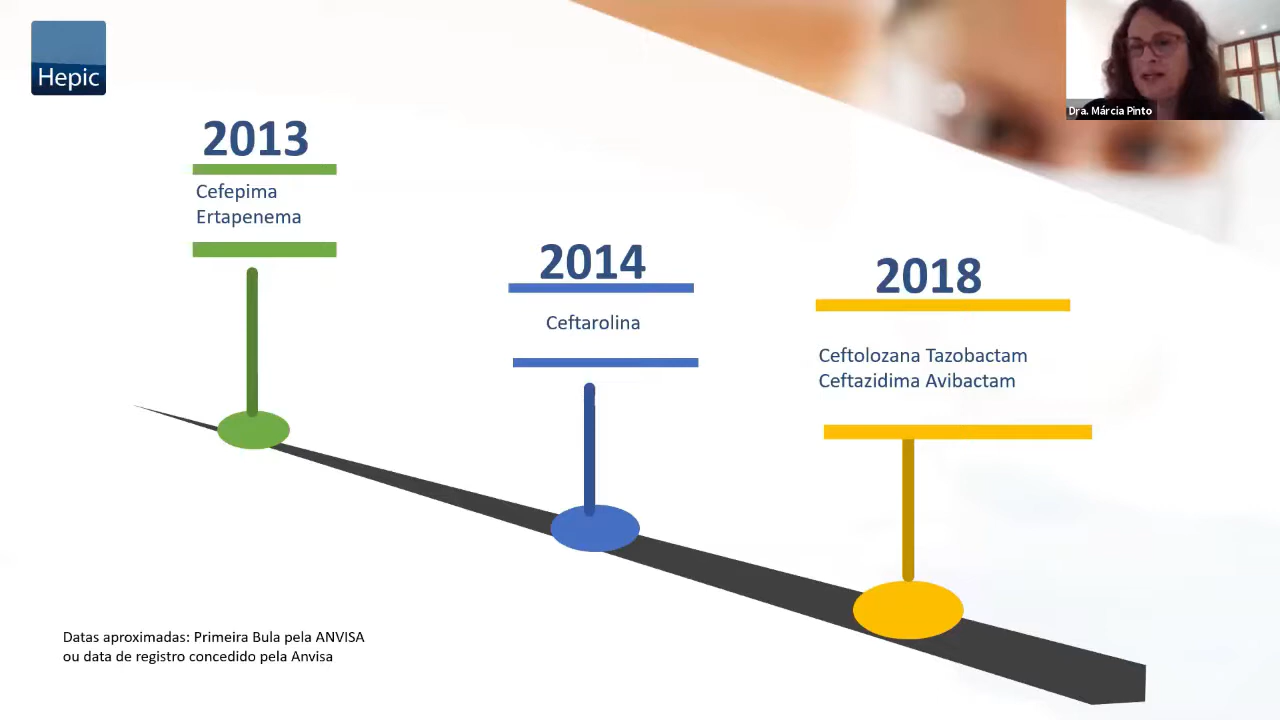 Hepic
Dra. Márcia Pinto
2013
Cefepima
Ertapenema
2014
Ceftarolina
2018
Ceftolozana Tazobactam
Ceftazidima Avibactam
Datas aproximadas: Primeira Bula pela ANVISA
ou data de registro concedido pela Anvisa